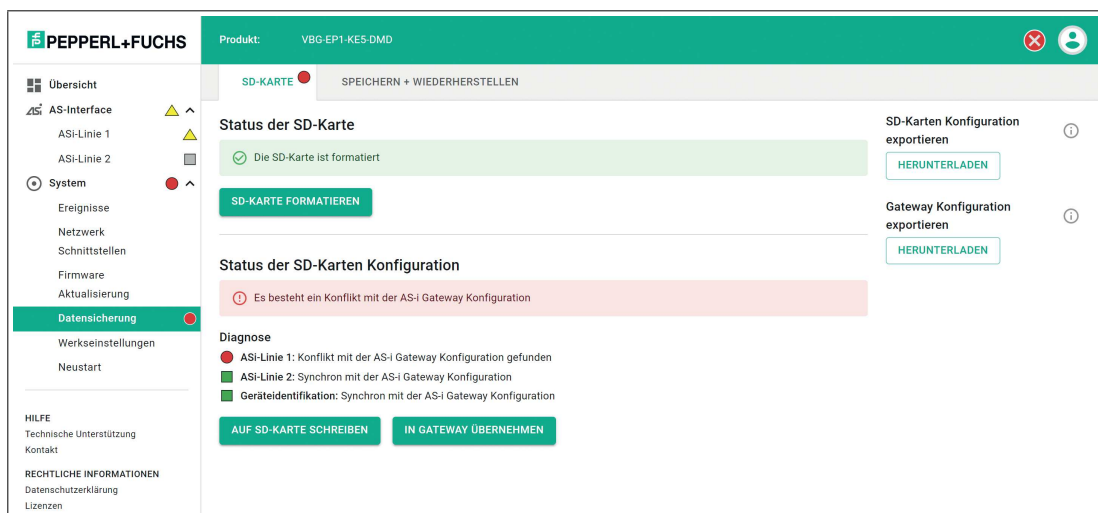 PEPPERL+FUCHS
Produkt: VBG-EP1-KE5-DMD
SD-KARTE
SPEICHERN + WIEDERHERSTELLEN
Übersicht
AS-Interface
ASi-Linie 1
ASi-Linie 2
System
Ereignisse
Netzwerk
Schnittstellen
Firmware
Aktualisierung
Datensicherung
Werkseinstellungen
Neustart
HILFE
Technische Unterstützung
Kontakt
RECHTLICHE INFORMATIONEN
Datenschutzerklärung
Lizenzen
Status der SD-Karte
Die SD-Karte ist formatiert
SD-KARTE FORMATIEREN
Status der SD-Karten Konfiguration
Es besteht ein Konflikt mit der AS-i Gateway Konfiguration
Diagnose
ASi-Linie 1: Konflikt mit der AS-i Gateway Konfiguration gefunden
ASi-Linie 2: Synchron mit der AS-i Gateway Konfiguration
Geräteidentifikation: Synchron mit der AS-i Gateway Konfiguration
AUF SD-KARTE SCHREIBEN
IN GATEWAY ÜBERNEHMEN
SD-Karten Konfiguration
exportieren
HERUNTERLADEN
Gateway Konfiguration
exportieren
HERUNTERLADEN